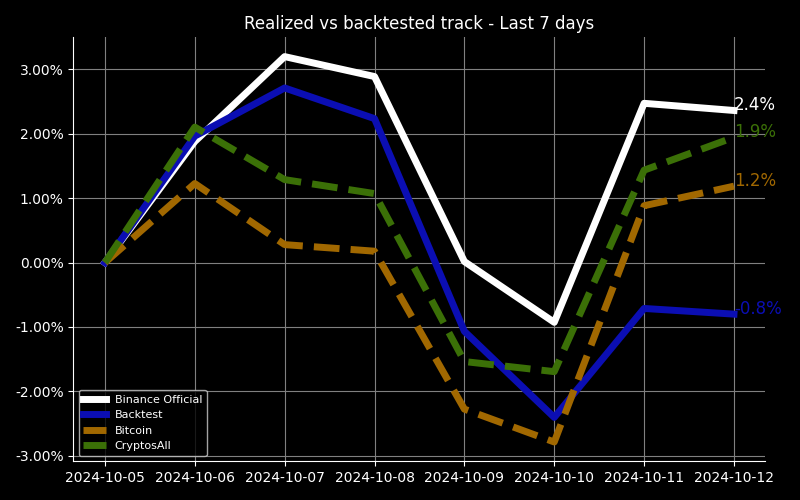 Realized vs backtested track - Last 7 days
3.00%
2.00%
1.00%
0.00%
-1.00%
-2.00%
-3.00%
2.4%
1.9%
1.2%
-0.8%
Binance Official
Backtest
Bitcoin
CryptosAll
2024-10-05 2024-10-06 2024-10-07 2024-10-08 2024-10-09 2024-10-10 2024-10-11 2024-10-12